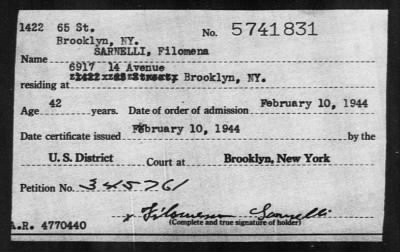 1422 65 St. No. 5741831
Brooklyn, NY.
Name SARNELLI, Filomena
6917 14 Avenue
residing at Brooklyn, NY.
Age 42 years. Date of order of admission February 10, 1944
Date certificate issued February 10, 1944 by the
U. S. District Court at Brooklyn, New York
Petition No. 345761
x Filomena Sarnelli
(Complete and true signature of holder)
A.R. 4770440